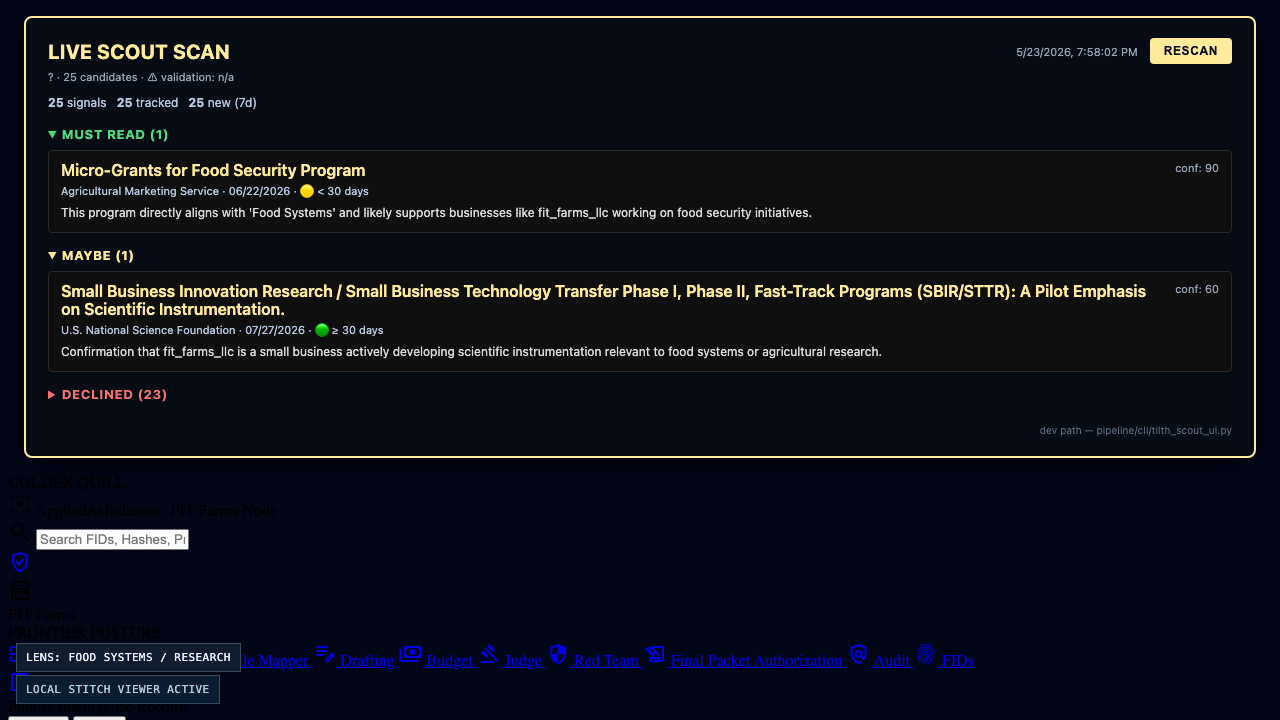 LIVE SCOUT SCAN
5/23/2026, 7:58:02 PM
RESCAN
? · 25 candidates · ⚠ validation: n/a
25 signals 25 tracked 25 new (7d)
▼ MUST READ (1)
Micro-Grants for Food Security Program
conf: 90
Agricultural Marketing Service · 06/22/2026 · 🟡 < 30 days
This program directly aligns with 'Food Systems' and likely supports businesses like fit_farms_llc working on food security initiatives.
▼ MAYBE (1)
Small Business Innovation Research / Small Business Technology Transfer Phase I, Phase II, Fast-Track Programs (SBIR/STTR): A Pilot Emphasis
on Scientific Instrumentation.
conf: 60
U.S. National Science Foundation · 07/27/2026 · 🟢 ≥ 30 days
Confirmation that fit_farms_llc is a small business actively developing scientific instrumentation relevant to food systems or agricultural research.
▶ DECLINED (23)
dev path — pipeline/cli/tilth_scout_ui.py
GOLDEN QUILL
AppliedAsIndicator: FIT Farms Node
Search FIDs, Hashes, Pr
FIT Farms
FRONTIER POSTURE
LENS: FOOD SYSTEMS / RESEARCH
le Mapper Drafting Budget Judge Red Team Final Packet Authorization Audit FIDs
LOCAL STITCH VIEWER ACTIVE
Funder Intelligence Records